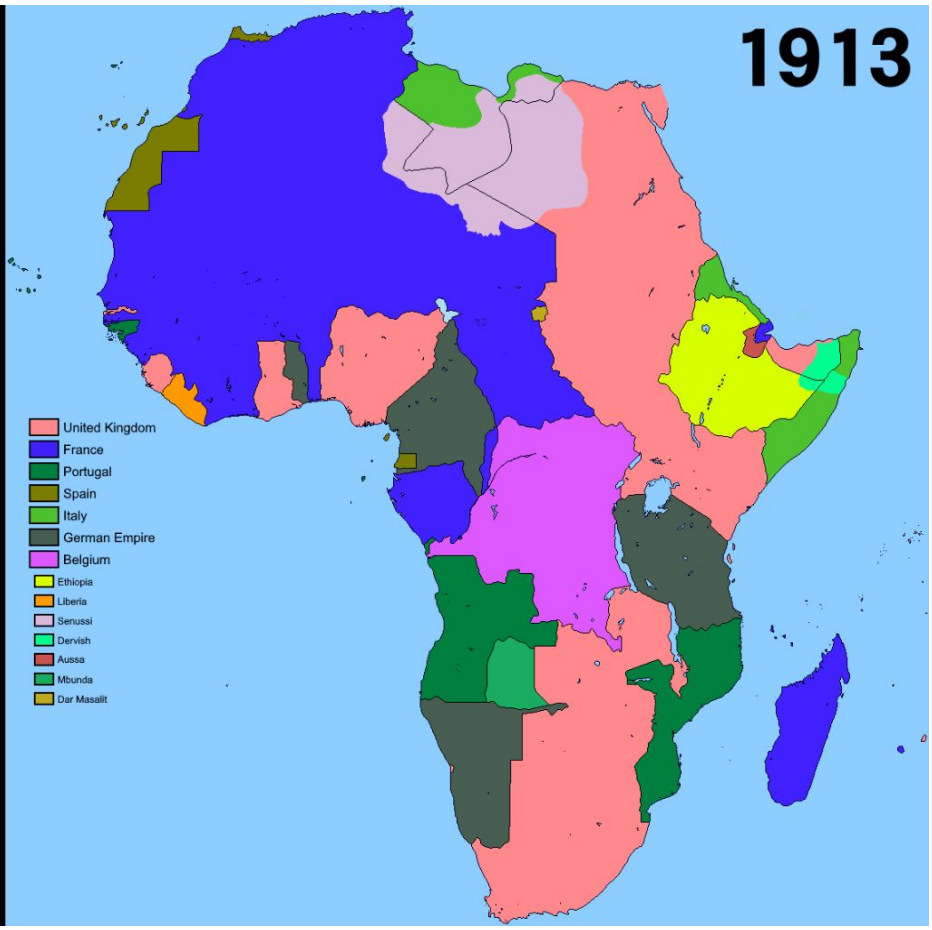 1913
United Kingdom
France
Portugal
Spain
Italy
German Empire
Belgium
Ethiopia
Liberia
Senussi
Dervish
Aussa
Mbunda
Dar Masalit